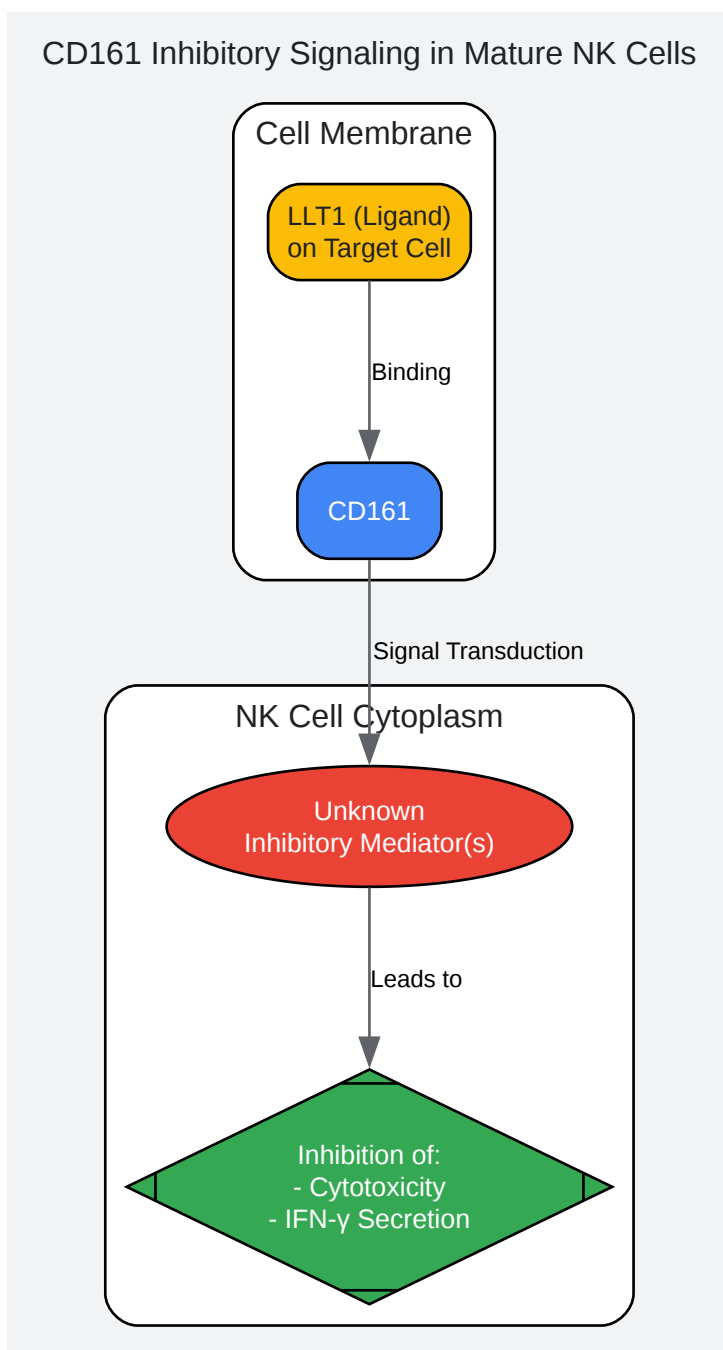 CD161 Inhibitory Signaling in Mature NK Cells
Cell Membrane
LLT1 (Ligand)
on Target Cell
Binding
CD161
Signal Transduction
NK Cell Cytoplasm
Unknown
Inhibitory Mediator(s)
Leads to
Inhibition of:
- Cytotoxicity
- IFN-γ Secretion